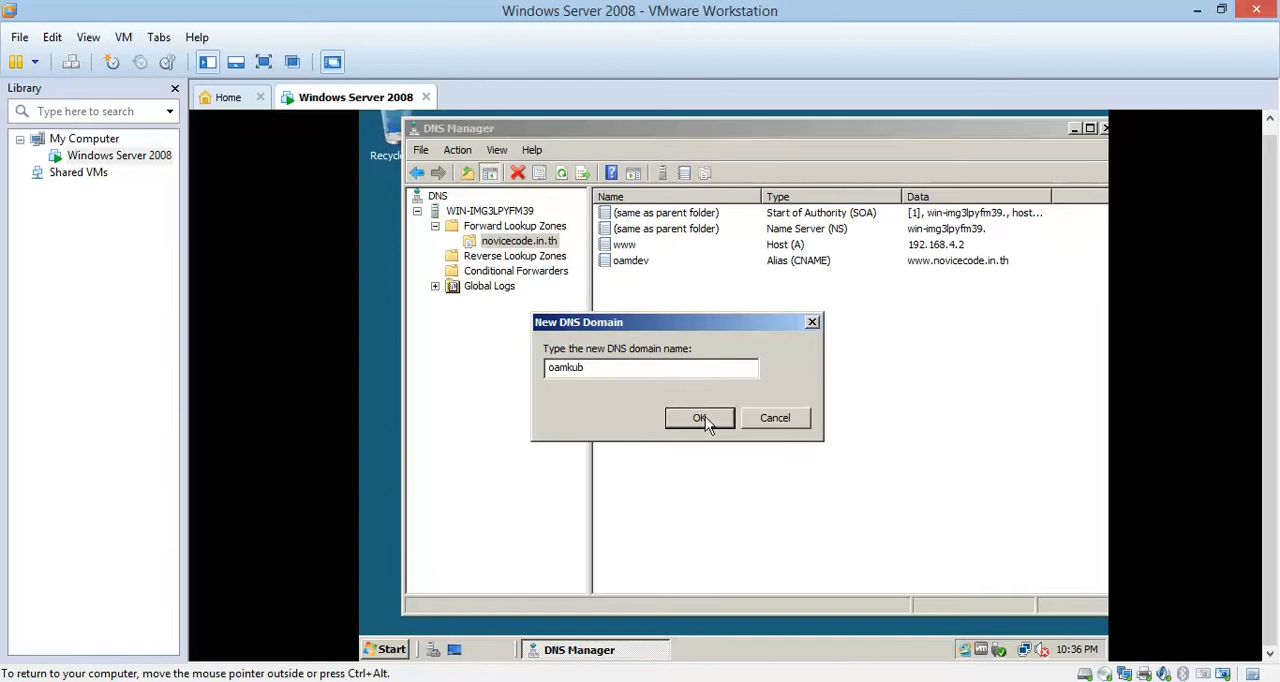 Windows Server 2008 - VMware Workstation
File Edit View VM Tabs Help
Library
Type here to search
My Computer
Windows Server 2008
Shared VMs
Home
Windows Server 2008
Recyc
DNS Manager
File Action View Help
DNS
WIN-IMG3LPYFM39
Forward Lookup Zones
novicecode.in.th
Reverse Lookup Zones
Conditional Forwarders
Global Logs
Name Type Data
(same as parent folder) Start of Authority (SOA) [1], win-img3lpyfm39., host...
(same as parent folder) Name Server (NS) win-img3lpyfm39.
www Host (A) 192.168.4.2
oamdev Alias (CNAME) www.novicecode.in.th
New DNS Domain
Type the new DNS domain name:
oamkub
OK Cancel
Start DNS Manager 10:36 PM
To return to your computer, move the mouse pointer outside or press Ctrl+Alt.